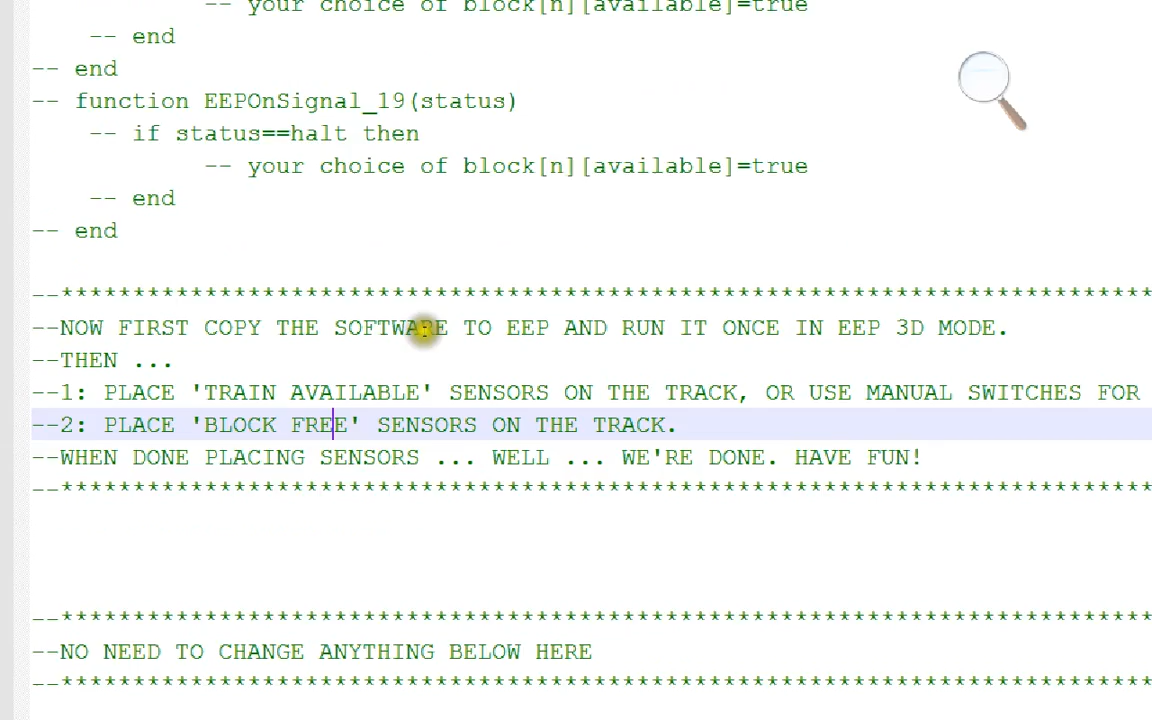 -- your choice of block[n][available]=true
-- end
-- end
-- function EEPOnSignal_19(status)
-- if status==halt then
-- your choice of block[n][available]=true
-- end
-- end
--******************************************************************************
--NOW FIRST COPY THE SOFTWARE TO EEP AND RUN IT ONCE IN EEP 3D MODE.
--THEN ...
--1: PLACE 'TRAIN AVAILABLE' SENSORS ON THE TRACK, OR USE MANUAL SWITCHES FOR
--2: PLACE 'BLOCK FREE' SENSORS ON THE TRACK.
--WHEN DONE PLACING SENSORS ... WELL ... WE'RE DONE. HAVE FUN!
--******************************************************************************
--******************************************************************************
--NO NEED TO CHANGE ANYTHING BELOW HERE
--******************************************************************************